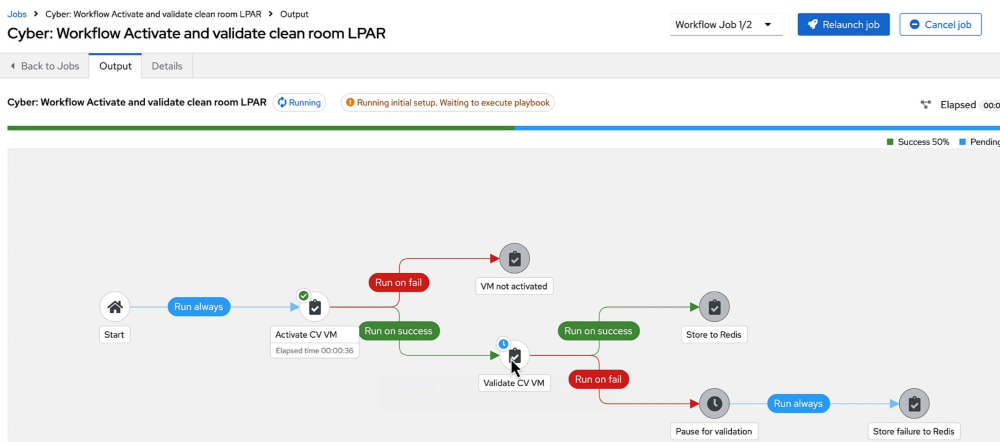 Jobs > Cyber: Workflow Activate and validate clean room LPAR > Output
Cyber: Workflow Activate and validate clean room LPAR
Workflow Job 1/2
Relaunch job
Cancel job
Back to Jobs
Output
Details
Cyber: Workflow Activate and validate clean room LPAR
Running
Running initial setup. Waiting to execute playbook
Elapsed
00:0
Success 50%
Pending
Run on fail
VM not activated
Run always
Start
Activate CV VM
Elapsed time 00:00:36
Run on success
Run on success
Store to Redis
Validate CV VM
Run on fail
Run always
Pause for validation
Store failure to Redis